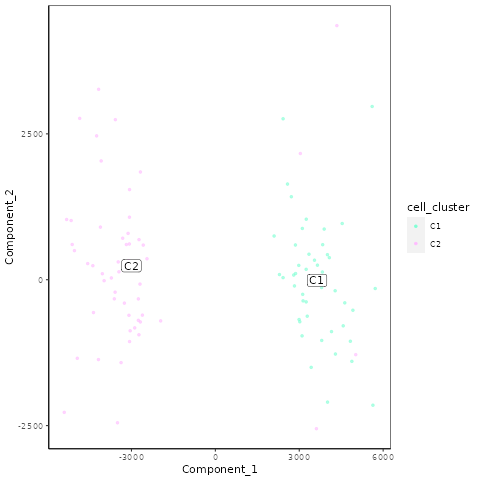 2500
0
-2500
Component_2
C2
C1
-3000
0
3000
6000
Component_1
cell_cluster
C1
C2